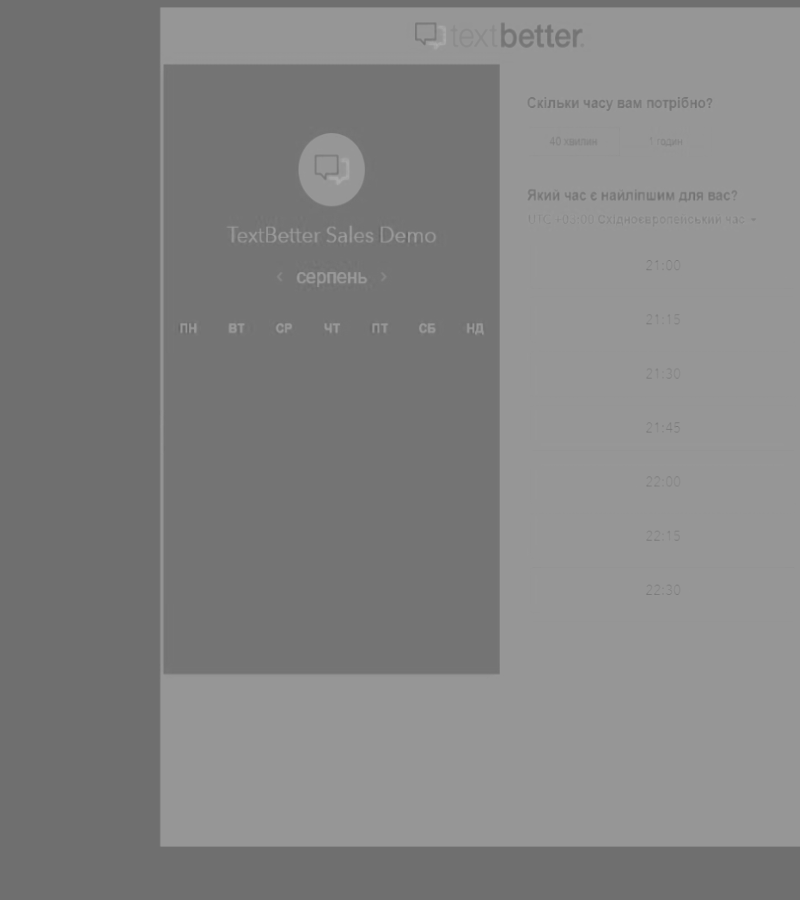 textbetter
TextBetter Sales Demo
< серпень >
ПН ВТ СР ЧТ ПТ СБ НД
Скільки часу вам потрібно?
40 хвилин 1 годин
Який час є найліпшим для вас?
UTC +03:00 Східноєвропейський час
21:00
21:15
21:30
21:45
22:00
22:15
22:30